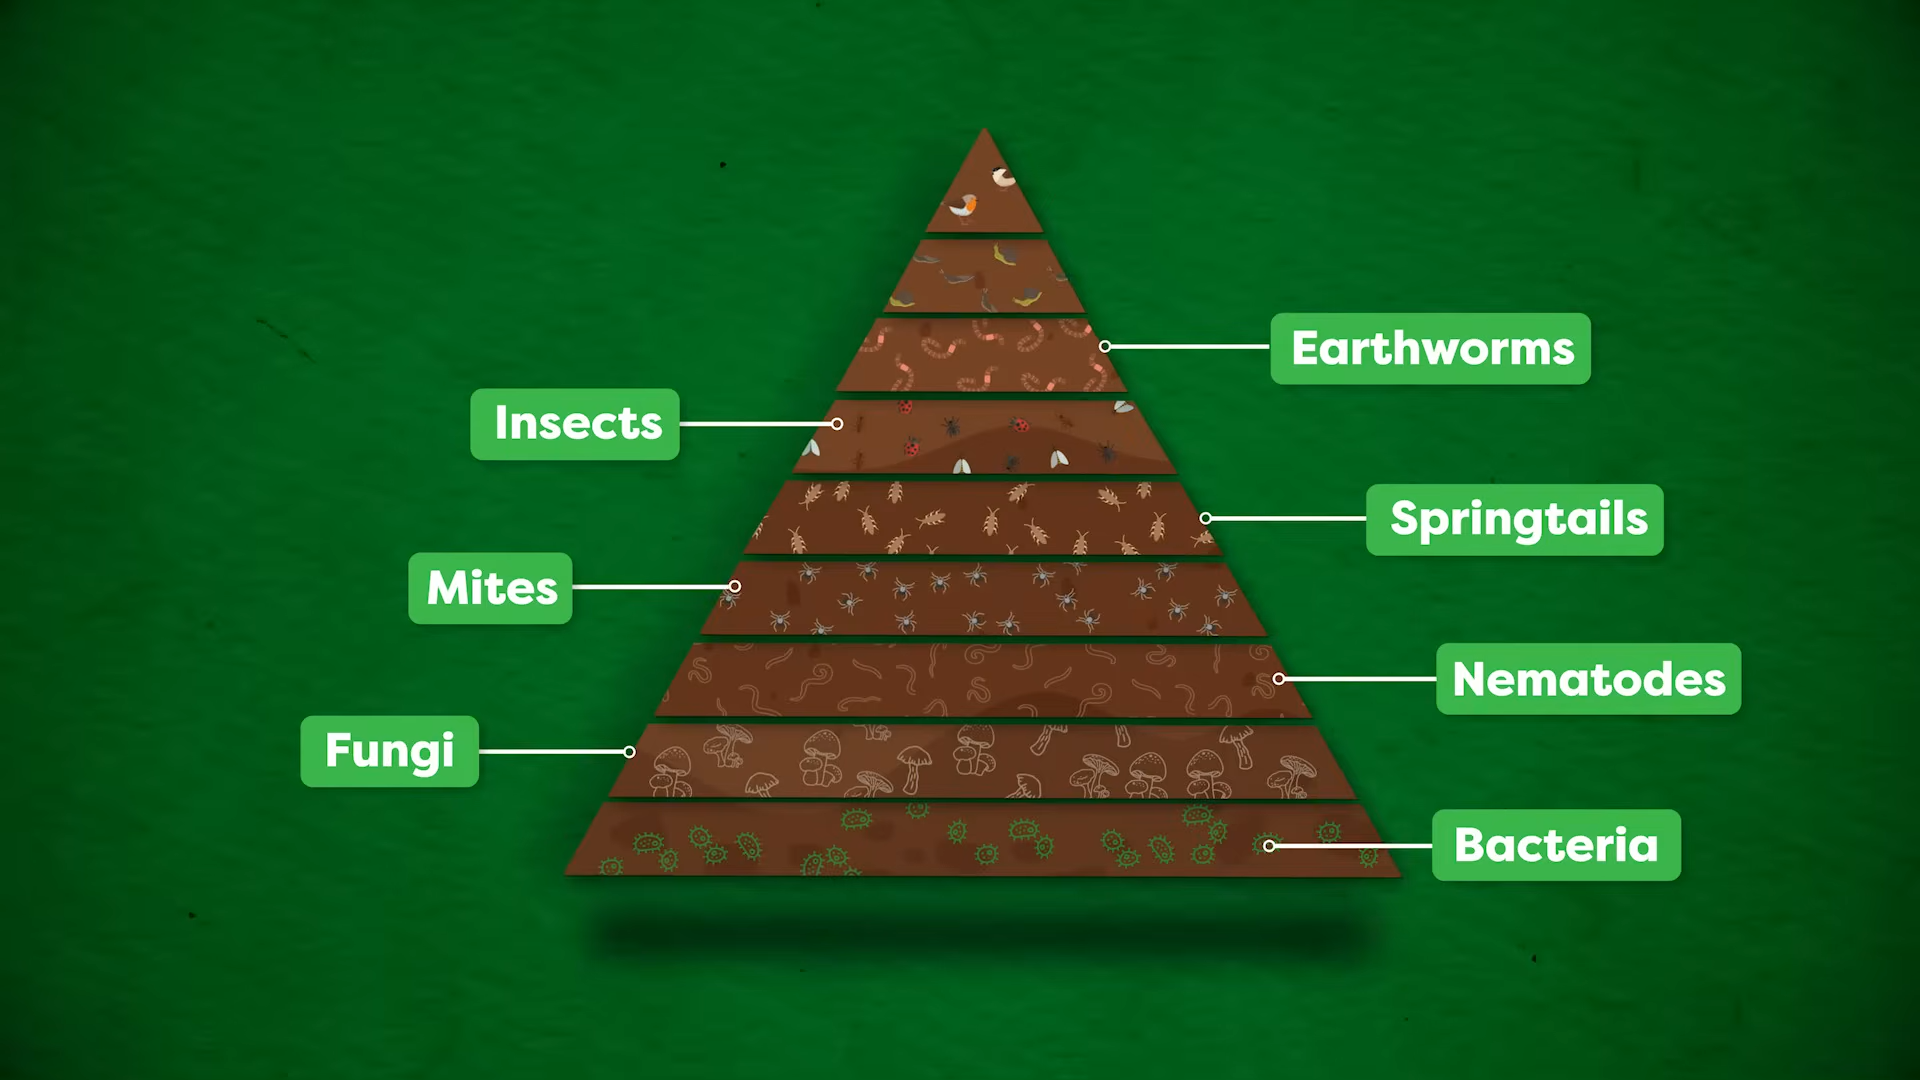 Earthworms
Insects
Springtails
Mites
Nematodes
Fungi
Bacteria